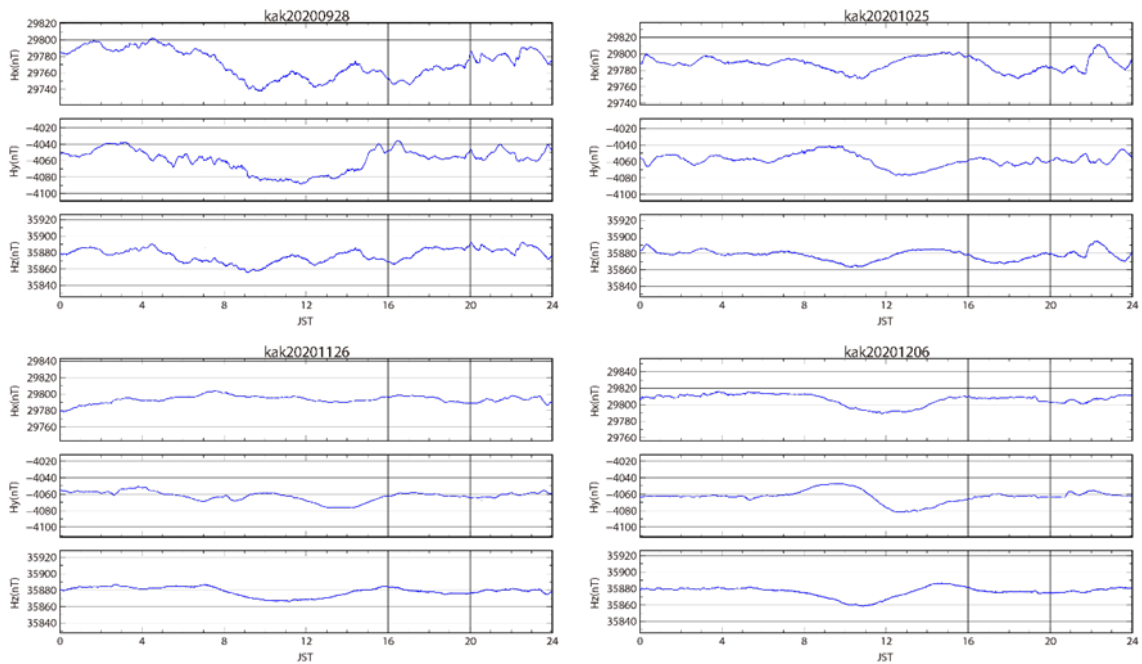 kak20200928
29820
29800
29780
29760
29740
Hx(nT)
−4020
−4040
−4060
−4080
−4100
Hy(nT)
35920
35900
35880
35860
35840
Hz(nT)
0 4 8 12 16 20 24
JST
kak20201025
29820
29800
29780
29760
29740
Hx(nT)
−4020
−4040
−4060
−4080
−4100
Hy(nT)
35920
35900
35880
35860
35840
Hz(nT)
0 4 8 12 16 20 24
JST
kak20201126
29840
29820
29800
29780
29760
Hx(nT)
−4020
−4040
−4060
−4080
−4100
Hy(nT)
35920
35900
35880
35860
35840
Hz(nT)
0 4 8 12 16 20 24
JST
kak20201206
29840
29820
29800
29780
29760
Hx(nT)
−4020
−4040
−4060
−4080
−4100
Hy(nT)
35920
35900
35880
35860
35840
Hz(nT)
0 4 8 12 16 20 24
JST